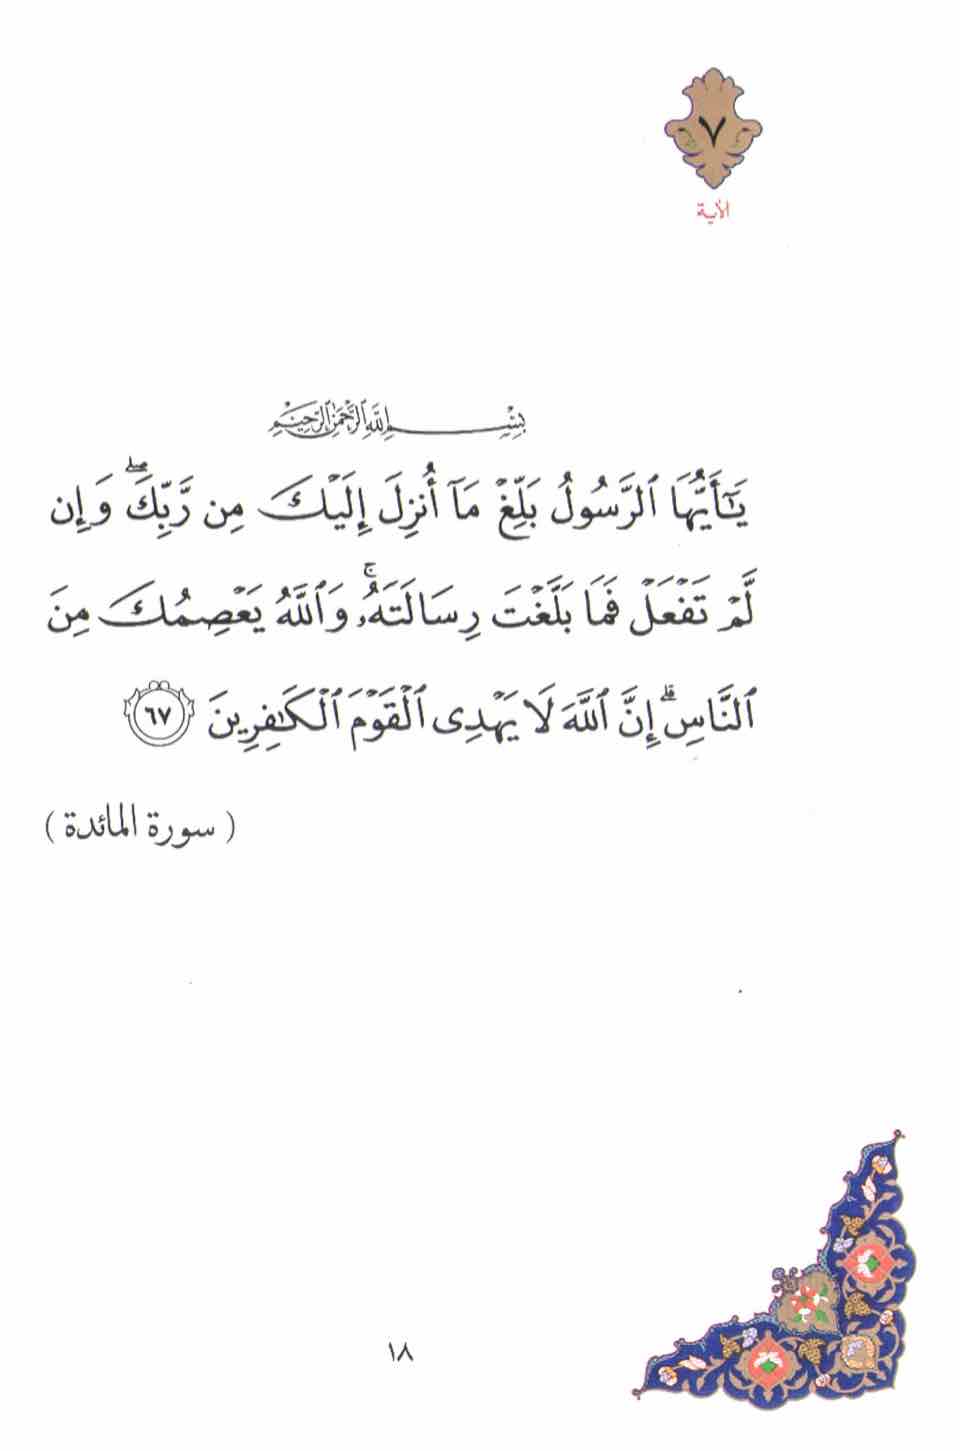 ٧
الآية
بِسْمِ اللَّهِ الرَّحْمَٰنِ الرَّحِيمِ
يَٰٓأَيُّهَا ٱلرَّسُولُ بَلِّغْ مَآ أُنزِلَ إِلَيْكَ مِن رَّبِّكَ ۖ وَإِن
لَّمْ تَفْعَلْ فَمَا بَلَّغْتَ رِسَالَتَهُۥ ۚ وَٱللَّهُ يَعْصِمُكَ مِنَ
ٱلنَّاسِ ۗ إِنَّ ٱللَّهَ لَا يَهْدِى ٱلْقَوْمَ ٱلْكَٰفِرِينَ ٦٧
( سورة المائدة )
١٨